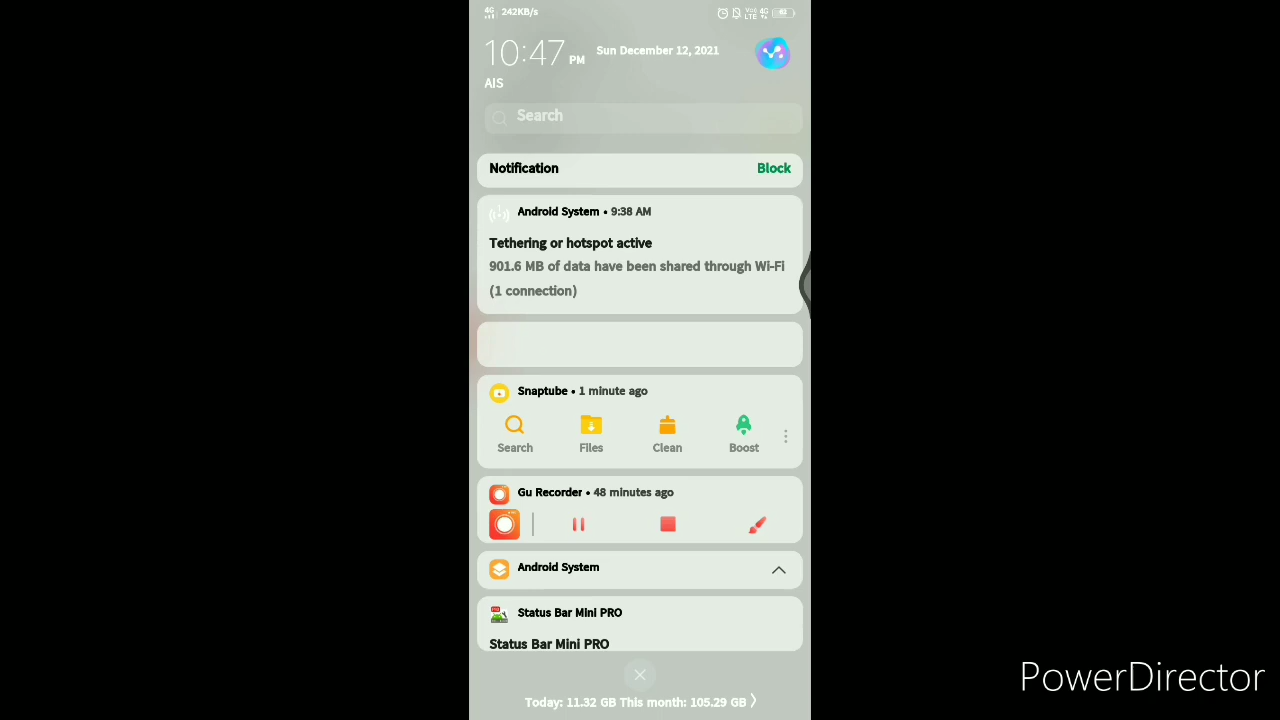 4G 242KB/s
VoLTE 4G
10:47 PM Sun December 12, 2021
AIS
Search
Notification Block
Android System • 9:38 AM
Tethering or hotspot active
901.6 MB of data have been shared through Wi-Fi
(1 connection)
Snaptube • 1 minute ago
Search Files Clean Boost
Gu Recorder • 48 minutes ago
Android System
Status Bar Mini PRO
Status Bar Mini PRO
Today: 11.32 GB This month: 105.29 GB
PowerDirector